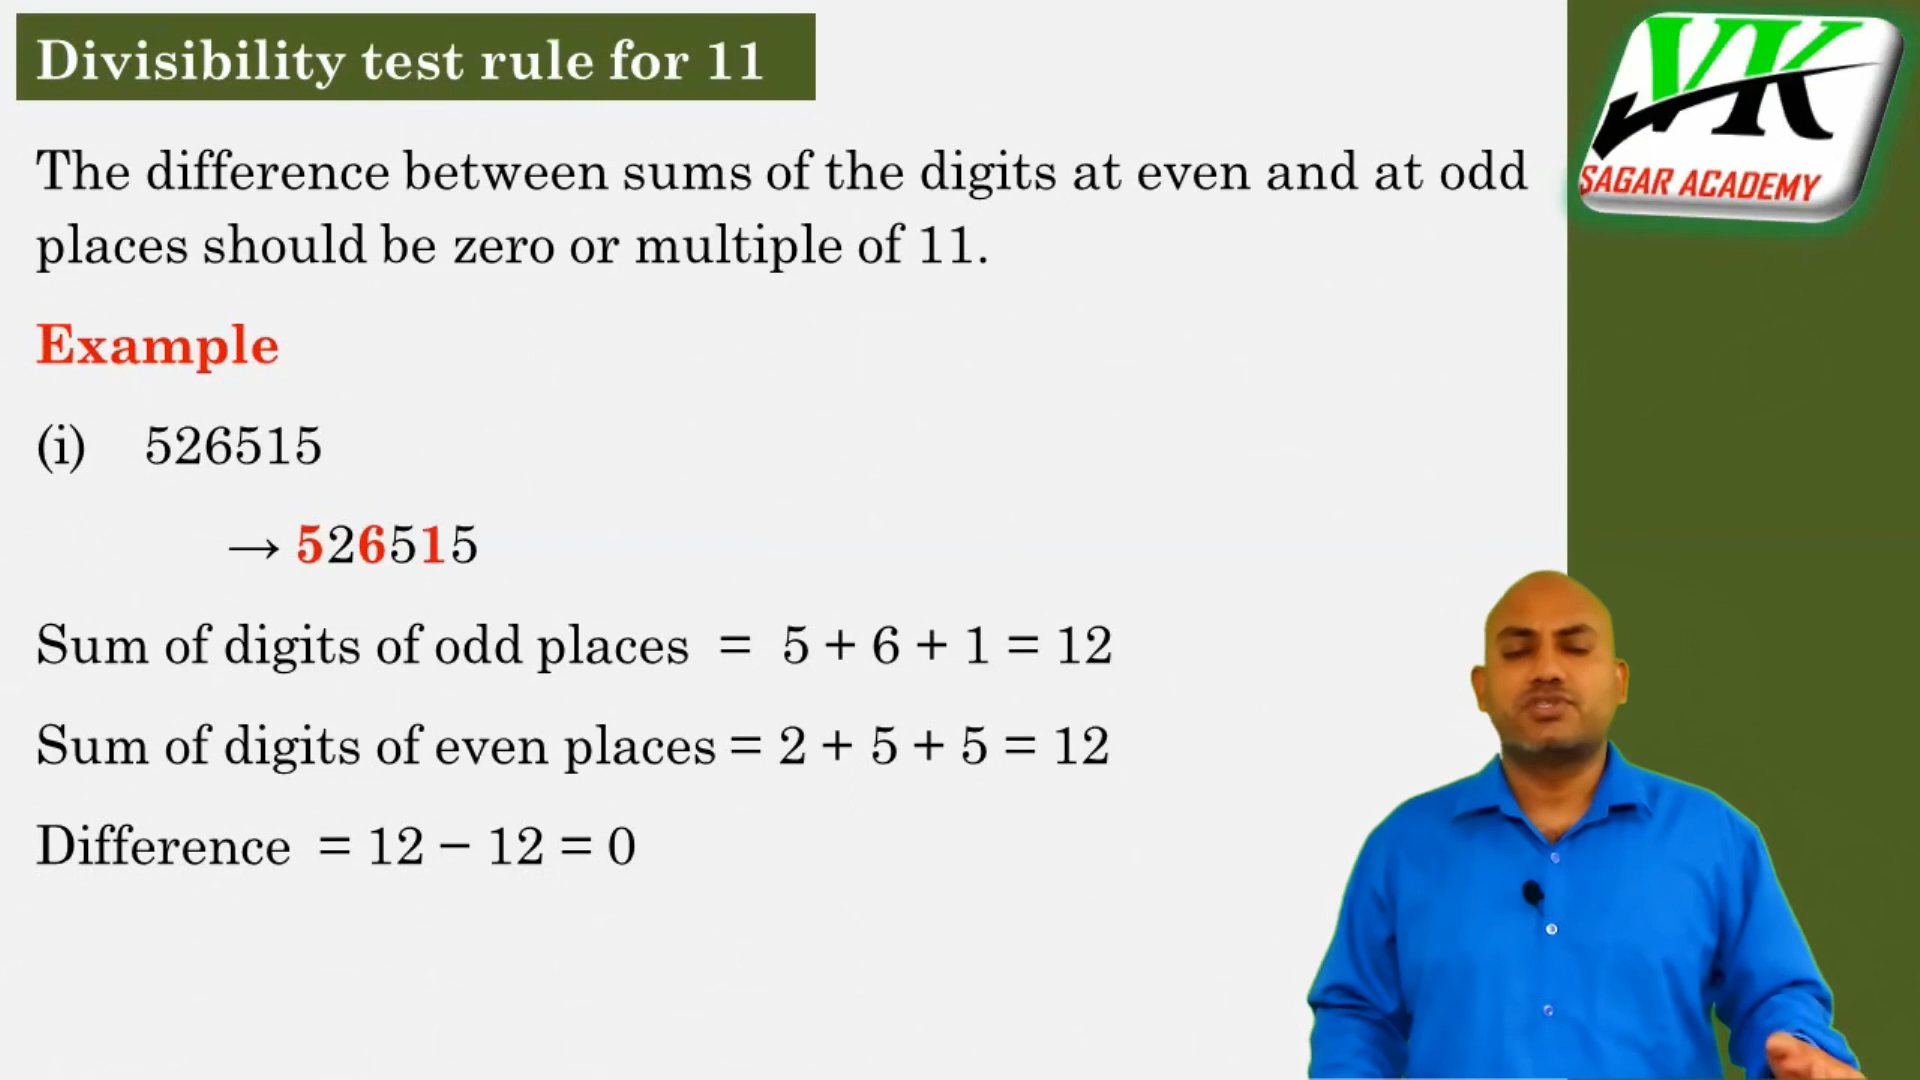 Divisibility test rule for 11
VK
SAGAR ACADEMY
The difference between sums of the digits at even and at odd
places should be zero or multiple of 11.
Example
(i) 526515
→ 526515
Sum of digits of odd places = 5 + 6 + 1 = 12
Sum of digits of even places = 2 + 5 + 5 = 12
Difference = 12 − 12 = 0